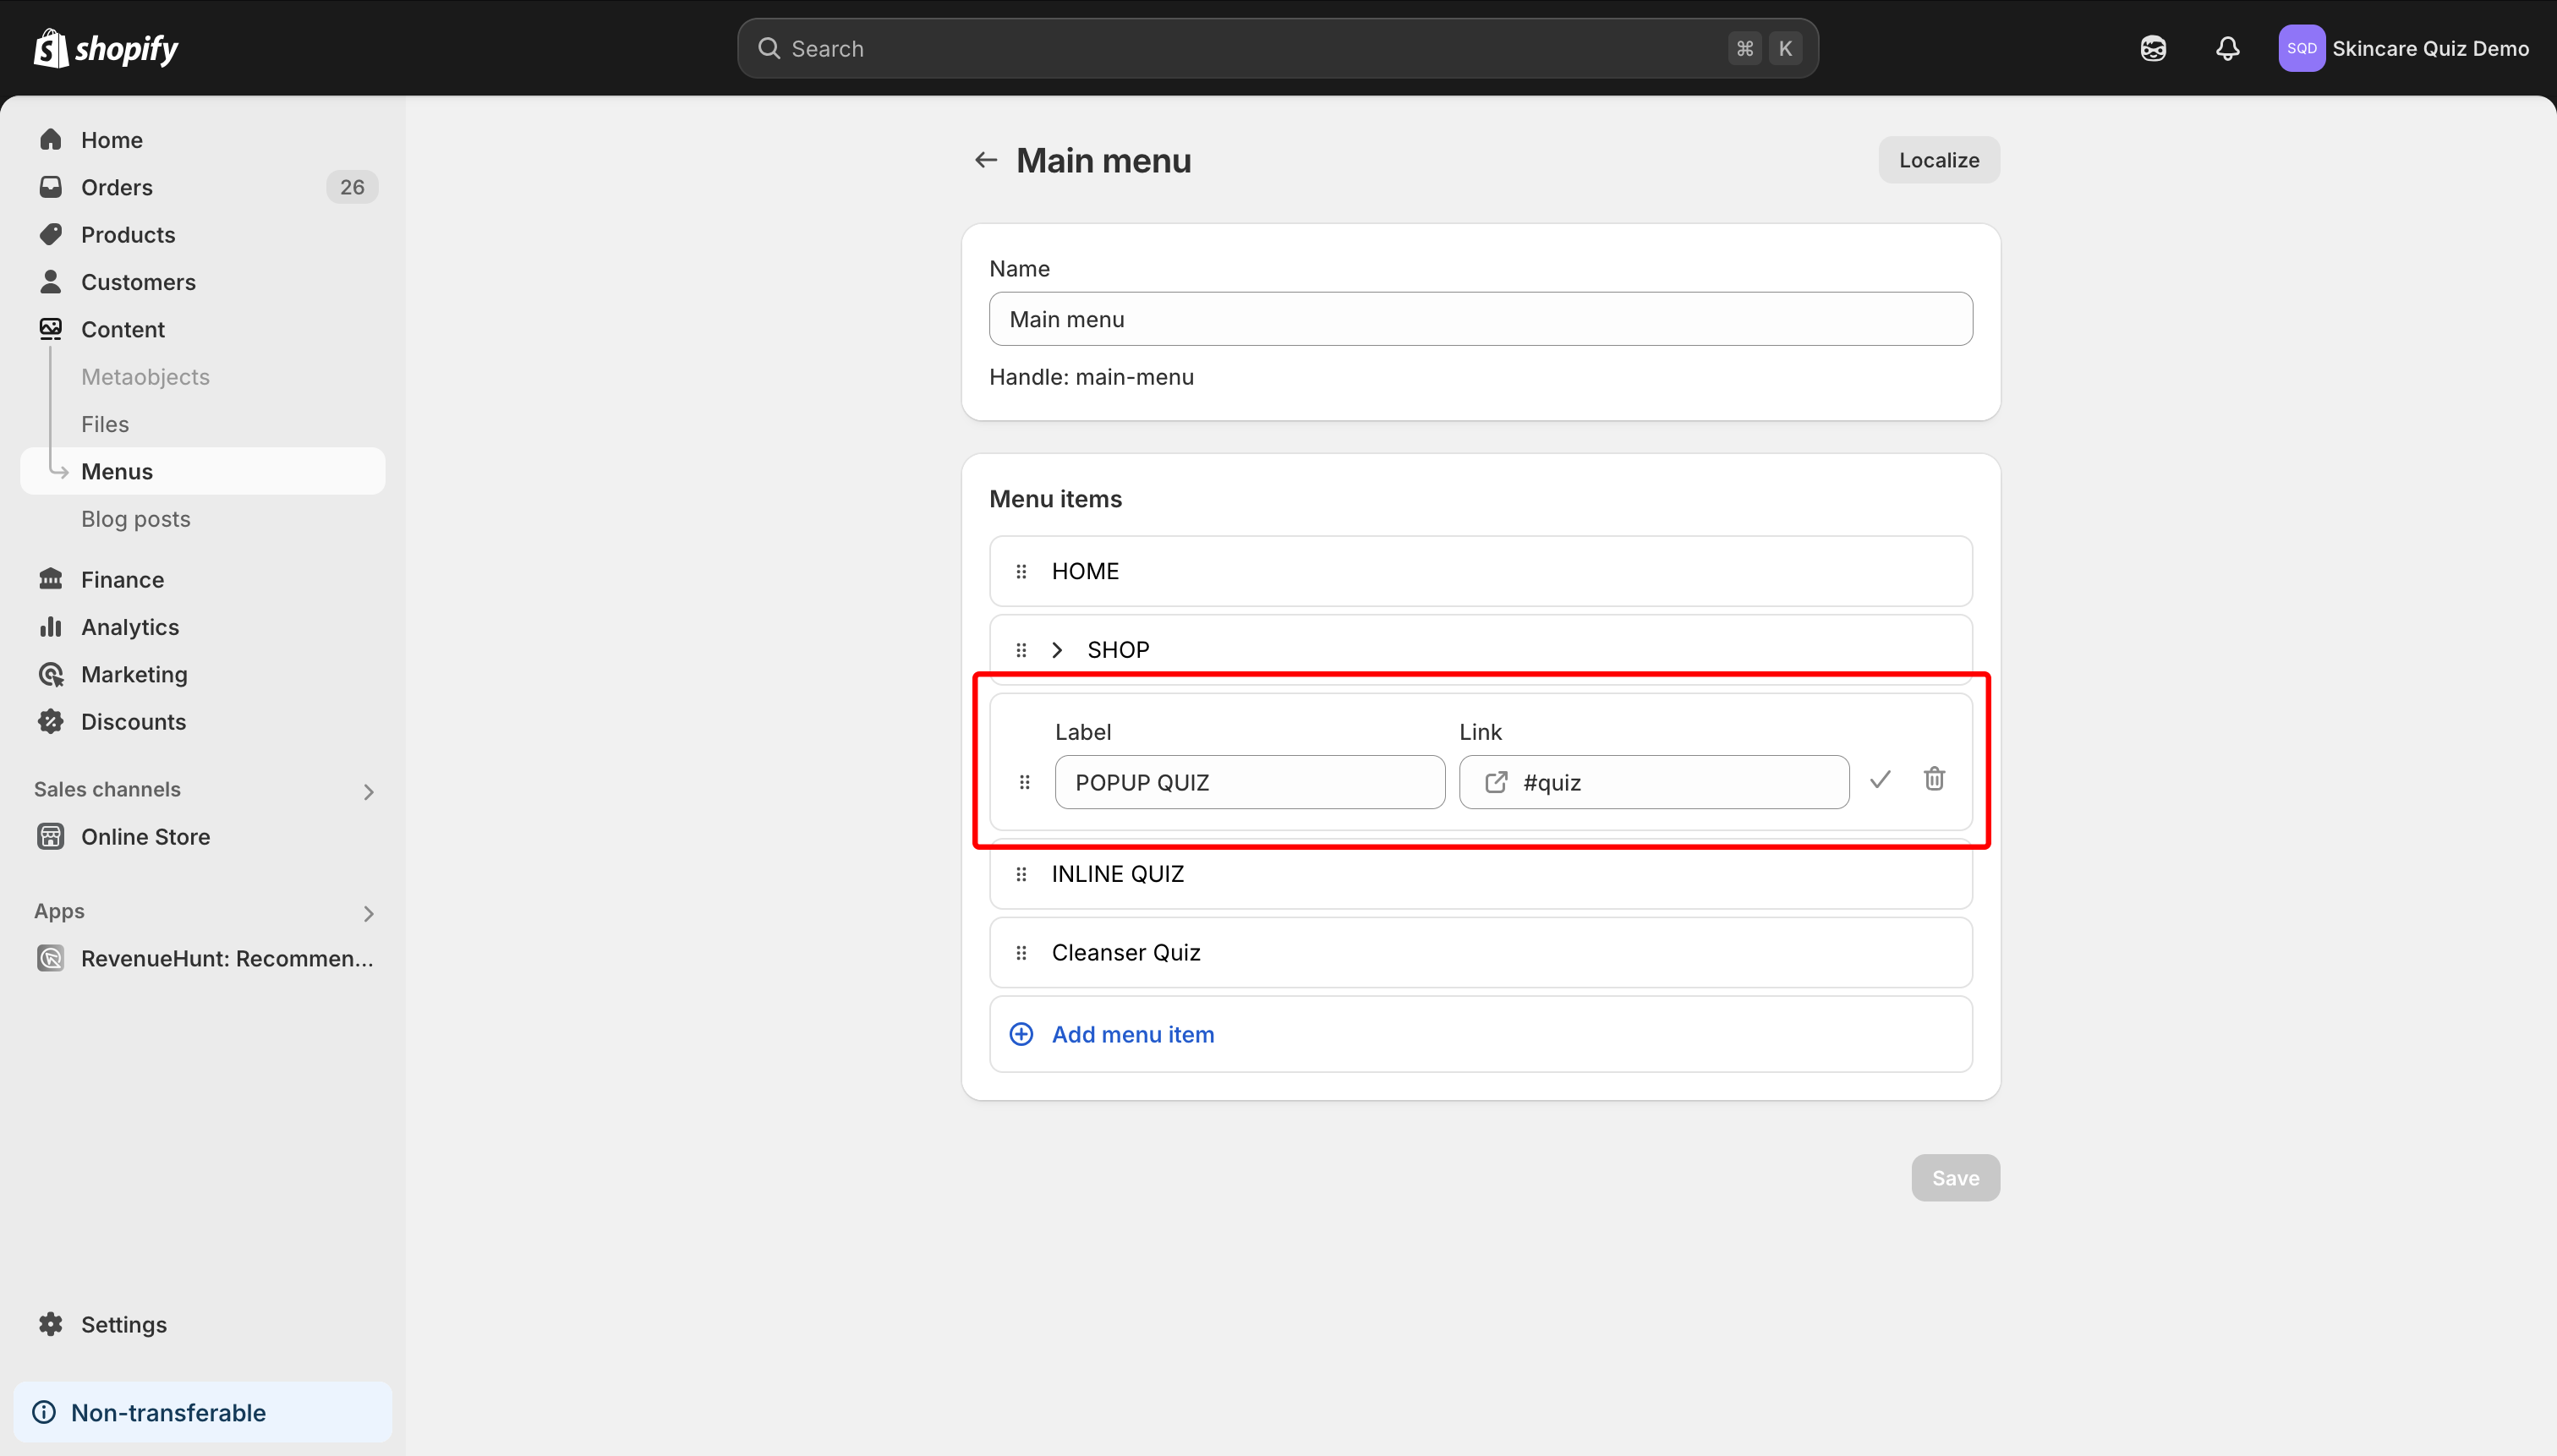 shopify
Search
⌘ K
SQD
Skincare Quiz Demo
Home
Orders
26
Products
Customers
Content
Metaobjects
Files
Menus
Blog posts
Finance
Analytics
Marketing
Discounts
Sales channels
Online Store
Apps
RevenueHunt: Recommen...
Settings
Non-transferable
Main menu
Localize
Name
Main menu
Handle: main-menu
Menu items
HOME
SHOP
Label
Link
POPUP QUIZ
#quiz
INLINE QUIZ
Cleanser Quiz
Add menu item
Save